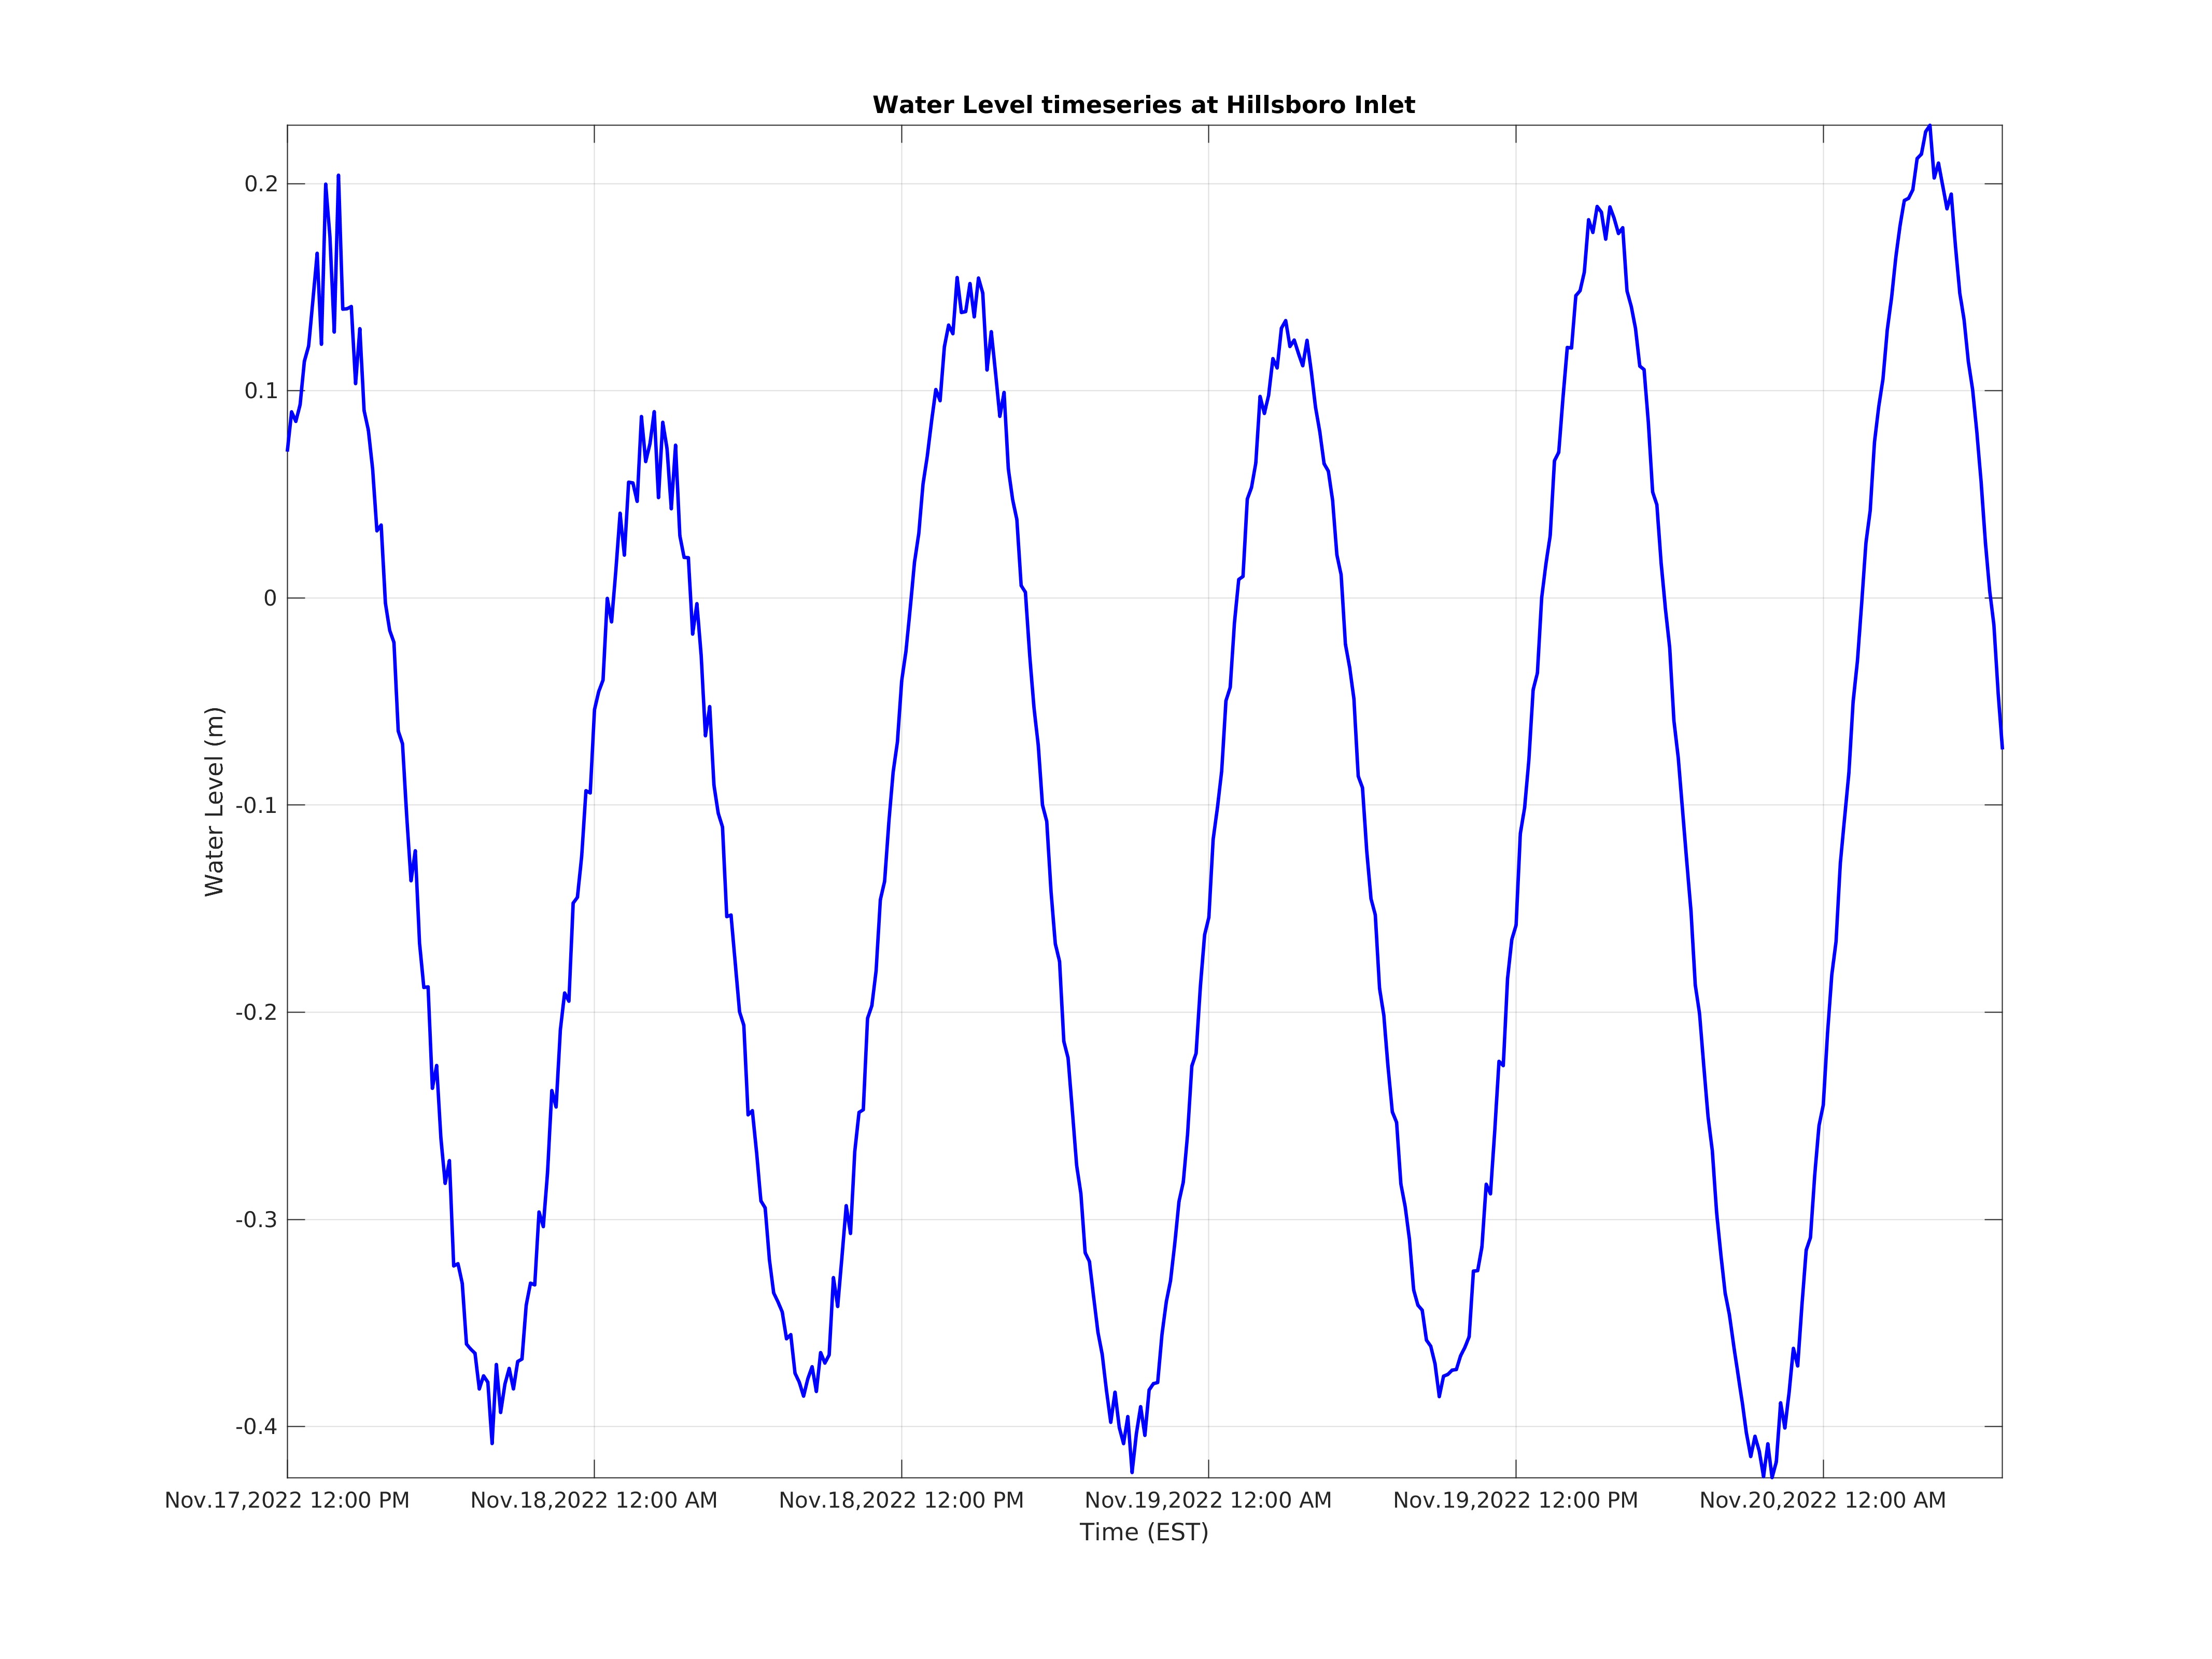 Water Level timeseries at Hillsboro Inlet
0.2
0.1
0
-0.1
-0.2
-0.3
-0.4
Water Level (m)
Nov.17,2022 12:00 PM Nov.18,2022 12:00 AM Nov.18,2022 12:00 PM Nov.19,2022 12:00 AM Nov.19,2022 12:00 PM Nov.20,2022 12:00 AM
Time (EST)